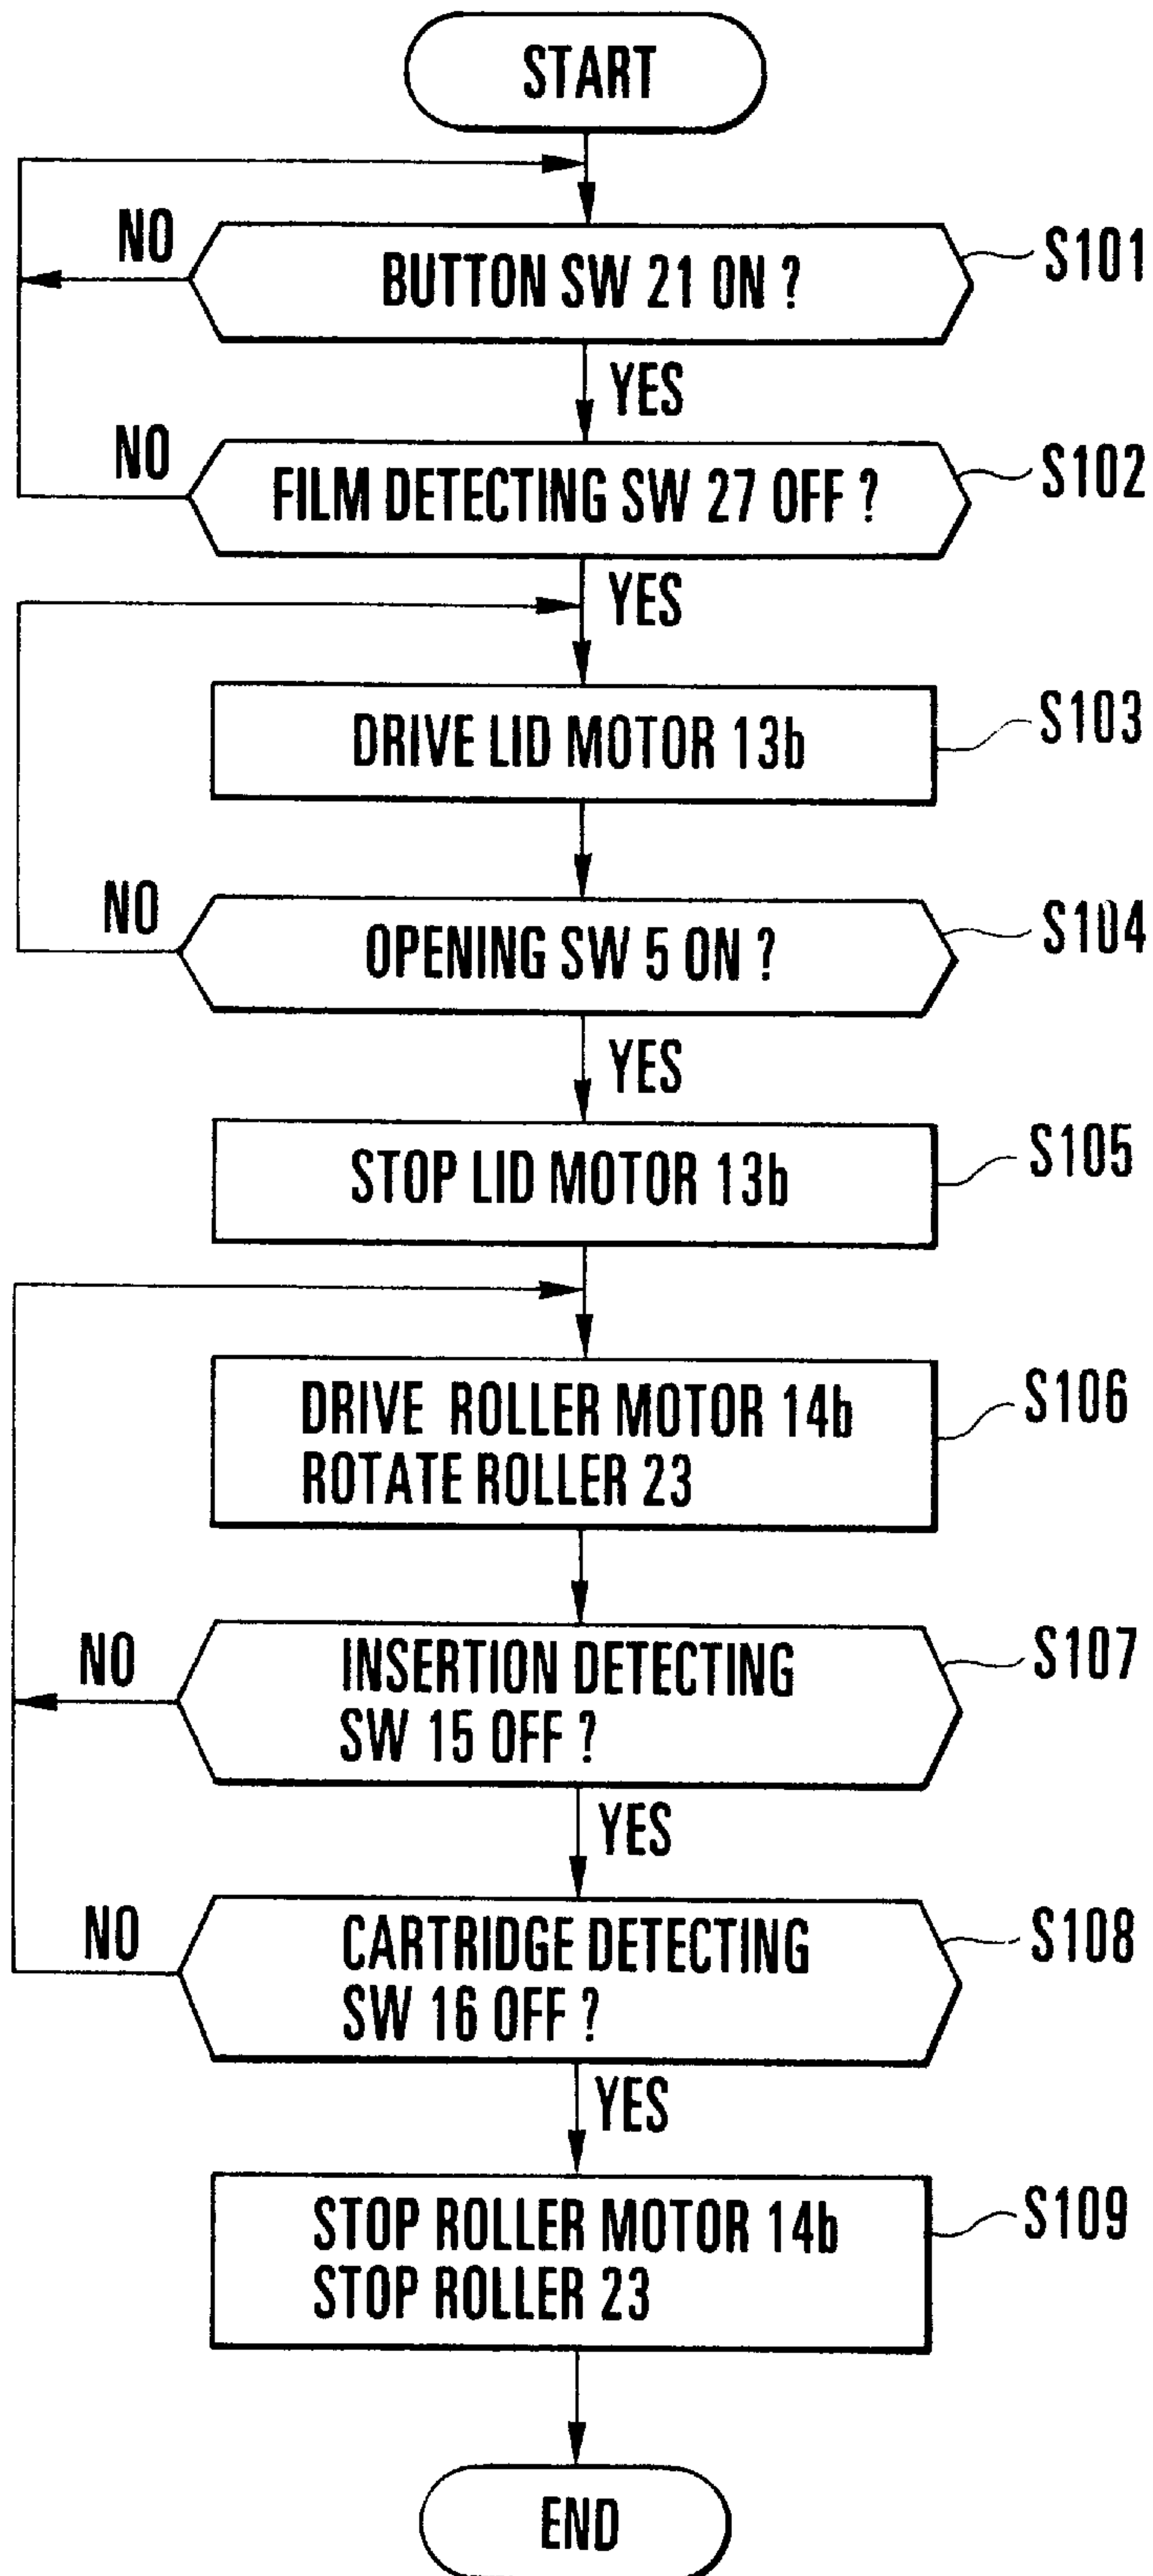 START
NO
BUTTON SW 21 ON ?
S101
YES
NO
FILM DETECTING SW 27 OFF ?
S102
YES
DRIVE LID MOTOR 13b
S103
NO
OPENING SW 5 ON ?
S104
YES
STOP LID MOTOR 13b
S105
DRIVE ROLLER MOTOR 14b
ROTATE ROLLER 23
S106
NO
INSERTION DETECTING
SW 15 OFF ?
S107
YES
NO
CARTRIDGE DETECTING
SW 16 OFF ?
S108
YES
STOP ROLLER MOTOR 14b
STOP ROLLER 23
S109
END